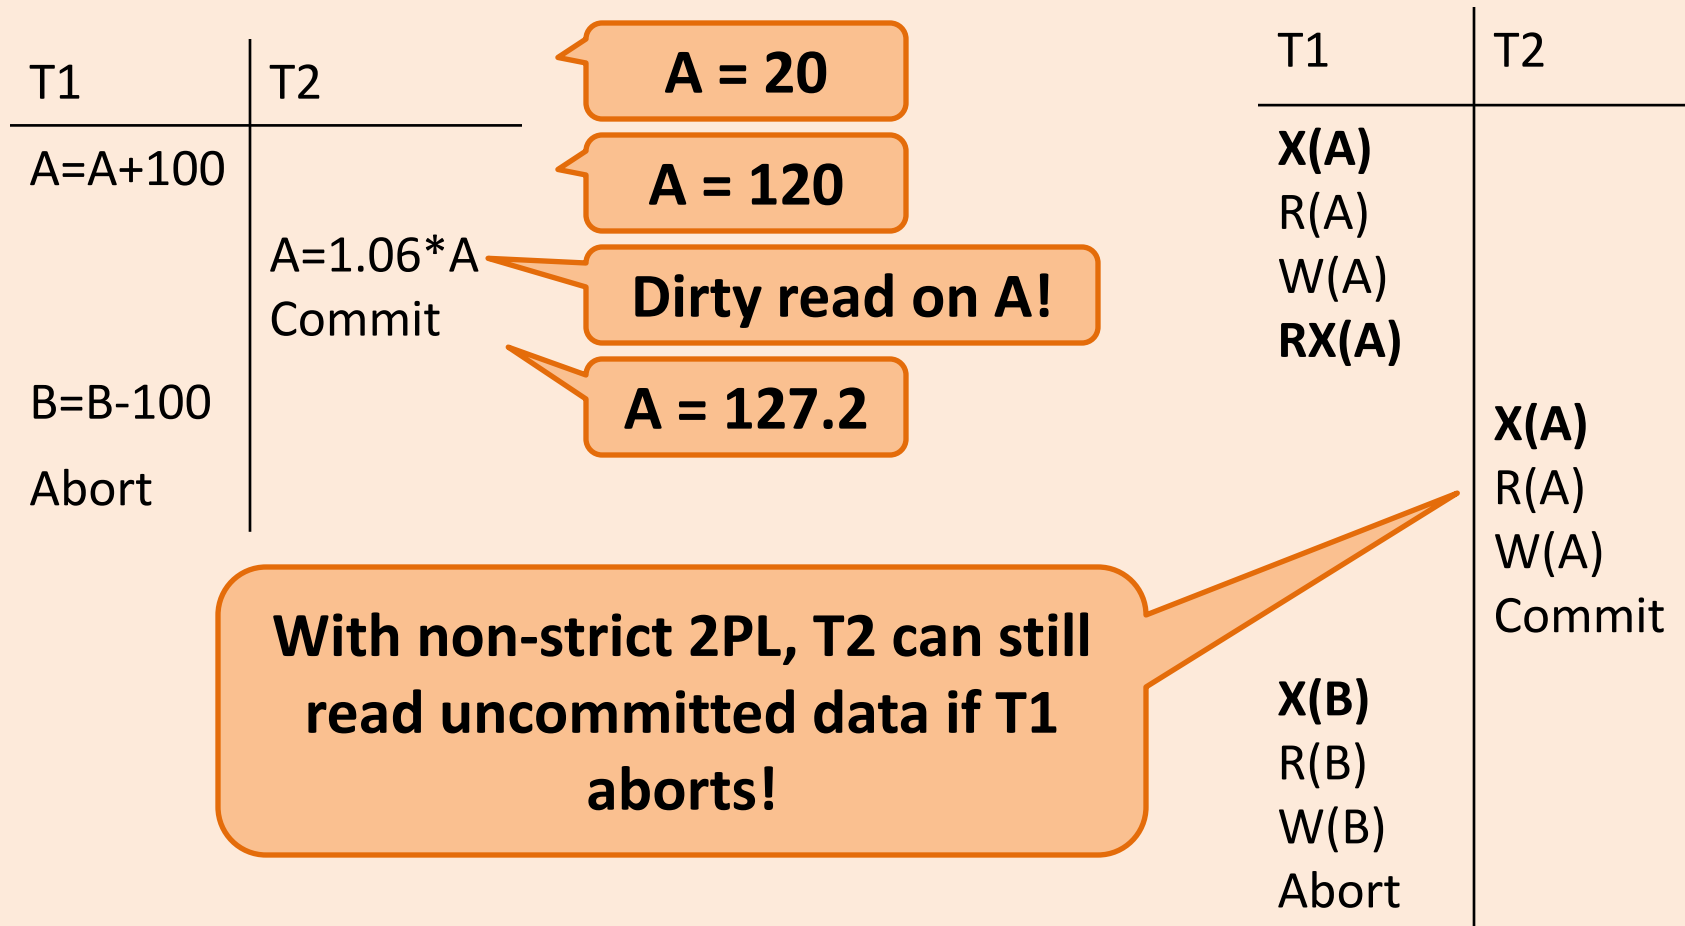 T1
T2
A=A+100
A=1.06*A
Commit
B=B-100
Abort
A = 20
A = 120
Dirty read on A!
A = 127.2
With non-strict 2PL, T2 can still
read uncommitted data if T1
aborts!
T1
T2
X(A)
R(A)
W(A)
RX(A)
X(A)
R(A)
W(A)
Commit
X(B)
R(B)
W(B)
Abort